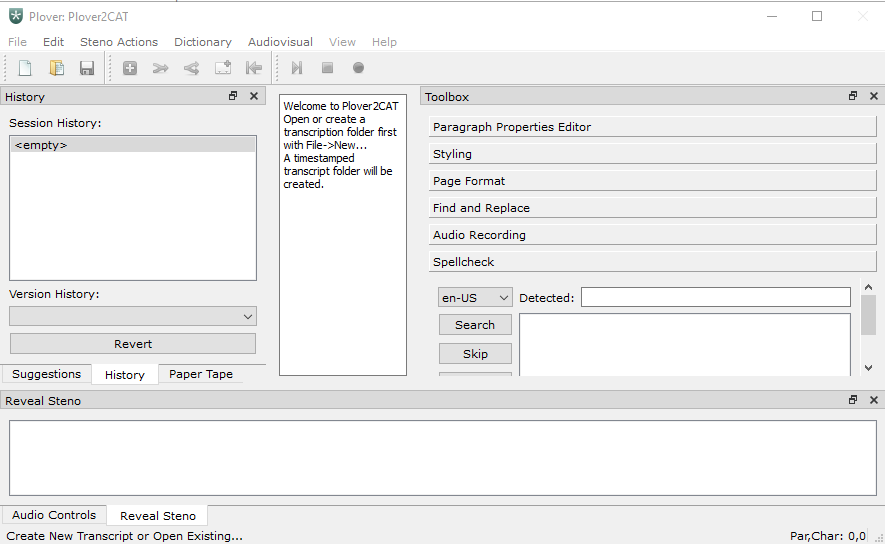 Plover: Plover2CAT
File Edit Steno Actions Dictionary Audiovisual View Help
History
Session History:
<empty>
Version History:
Revert
Suggestions History Paper Tape
Welcome to Plover2CAT
Open or create a
transcription folder first
with File->New...
A timestamped
transcript folder will be
created.
Toolbox
Paragraph Properties Editor
Styling
Page Format
Find and Replace
Audio Recording
Spellcheck
en-US Detected:
Search
Skip
Reveal Steno
Audio Controls Reveal Steno
Create New Transcript or Open Existing... Par,Char: 0,0